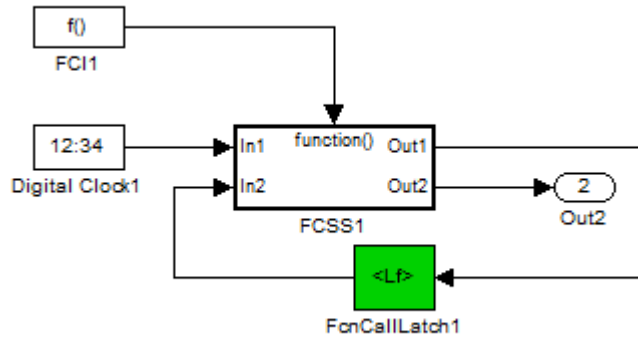 f()
FCI1
12:34
Digital Clock1
function()
In1 Out1
In2 Out2
FCSS1
2
Out2
<Lf>
FcnCallLatch1